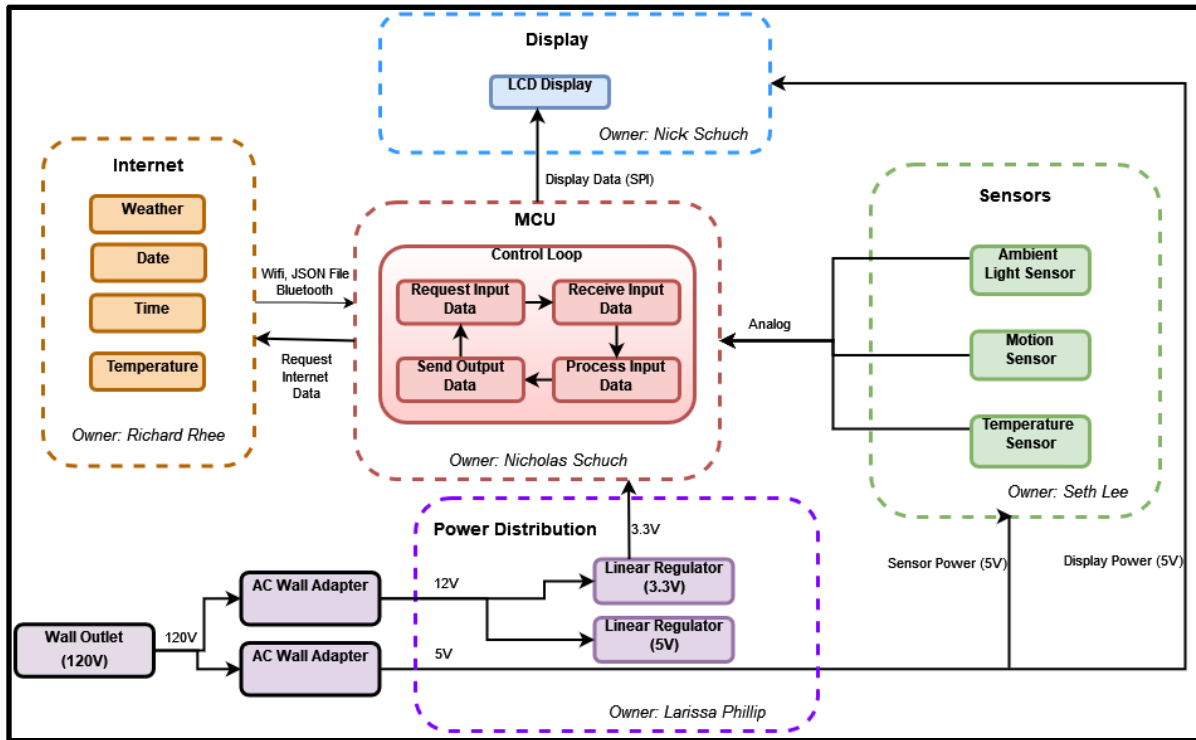 Display
LCD Display
Owner: Nick Schuch
Internet
Weather
Date
Time
Temperature
Owner: Richard Rhee
Wifi, JSON File
Bluetooth
Request
Internet
Data
Display Data (SPI)
MCU
Control Loop
Request Input
Data
Receive Input
Data
Send Output
Data
Process Input
Data
Owner: Nicholas Schuch
Analog
Sensors
Ambient
Light Sensor
Motion
Sensor
Temperature
Sensor
Owner: Seth Lee
Sensor Power (5V)
Display Power (5V)
Power Distribution
3.3V
Linear Regulator
(3.3V)
Linear Regulator
(5V)
Owner: Larissa Phillip
12V
5V
AC Wall Adapter
AC Wall Adapter
120V
Wall Outlet
(120V)